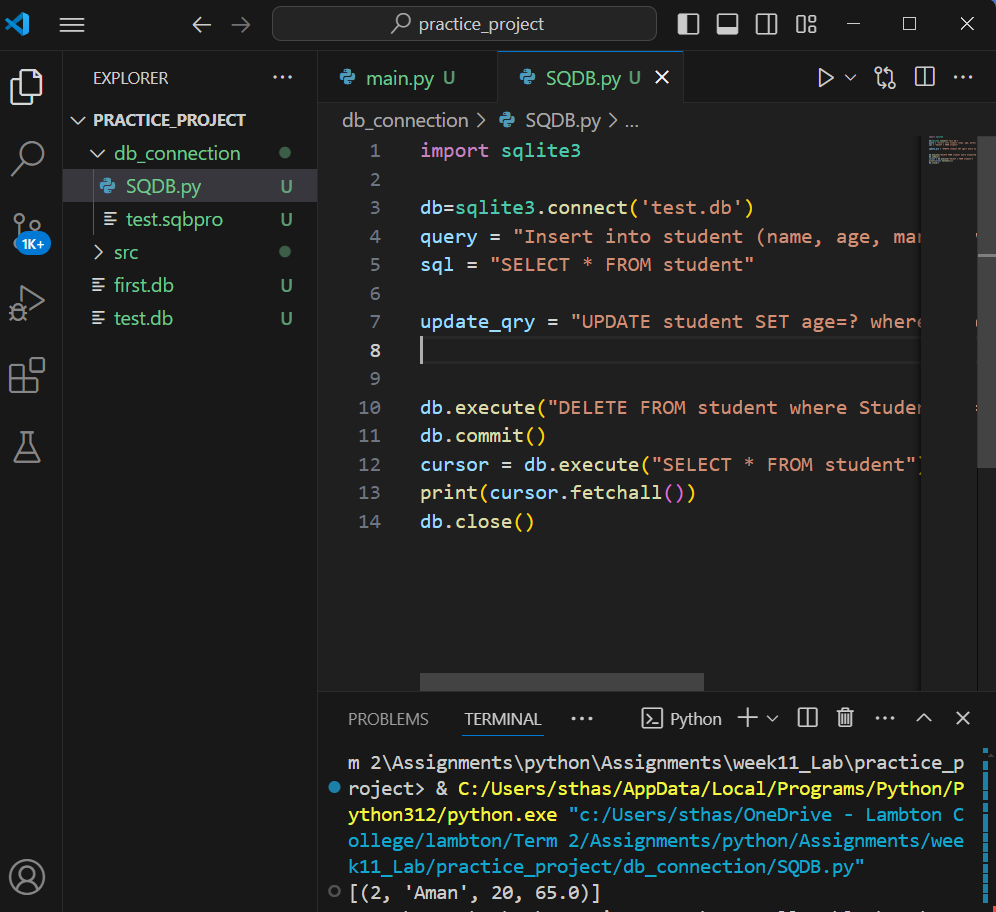 practice_project
EXPLORER
PRACTICE_PROJECT
db_connection
SQDB.py U
test.sqbpro U
src
first.db U
test.db U
1K+
main.py U
SQDB.py U
db_connection > SQDB.py > ...
1 import sqlite3
2
3 db=sqlite3.connect('test.db')
4 query = "Insert into student (name, age, mar
5 sql = "SELECT * FROM student"
6
7 update_qry = "UPDATE student SET age=? where
8
9
10 db.execute("DELETE FROM student where Studen
11 db.commit()
12 cursor = db.execute("SELECT * FROM student")
13 print(cursor.fetchall())
14 db.close()
PROBLEMS TERMINAL ... Python
m 2\Assignments\python\Assignments\week11_Lab\practice_p
roject> & C:/Users/sthas/AppData/Local/Programs/Python/P
ython312/python.exe "c:/Users/sthas/OneDrive - Lambton C
ollege/lambton/Term 2/Assignments/python/Assignments/wee
k11_Lab/practice_project/db_connection/SQDB.py"
[(2, 'Aman', 20, 65.0)]